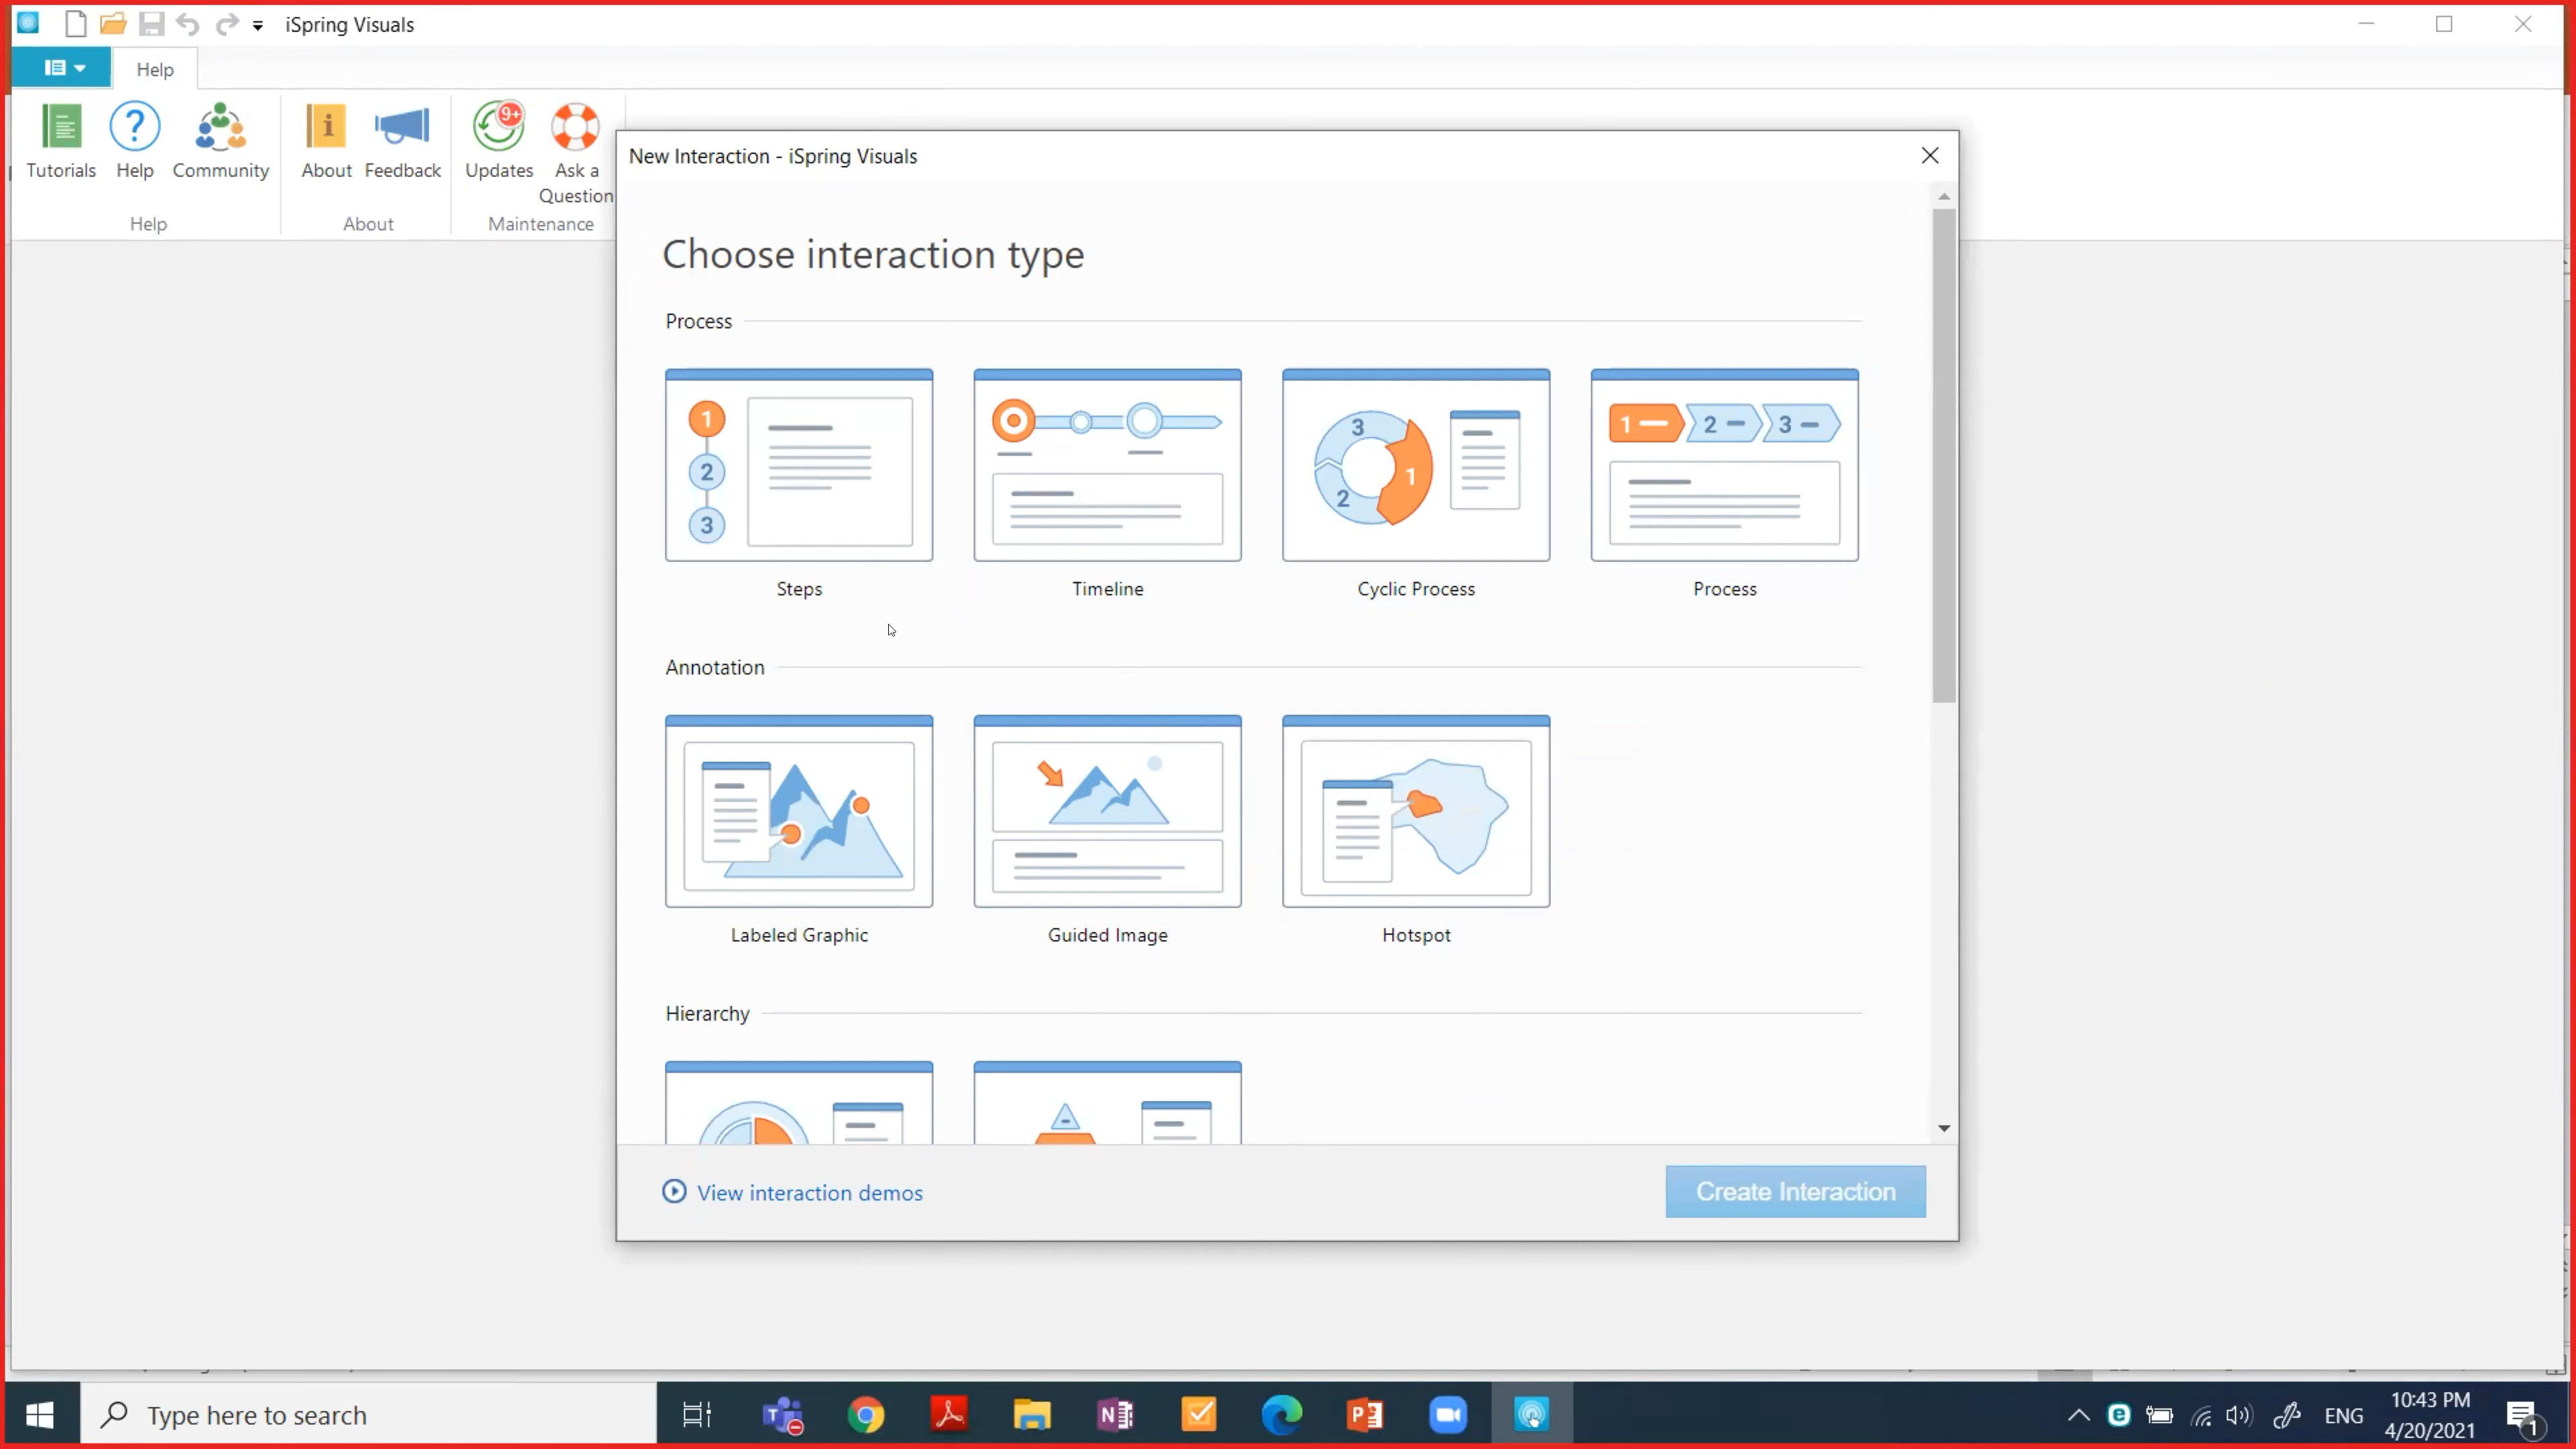 iSpring Visuals
Help
Tutorials Help Community About Feedback Updates Ask a Question
9+
Help About Maintenance
New Interaction - iSpring Visuals
Choose interaction type
Process
1 2 3
3 1 2
1 2 3
Steps Timeline Cyclic Process Process
Annotation
Labeled Graphic Guided Image Hotspot
Hierarchy
View interaction demos
Create Interaction
Type here to search
ENG
10:43 PM
4/20/2021
1